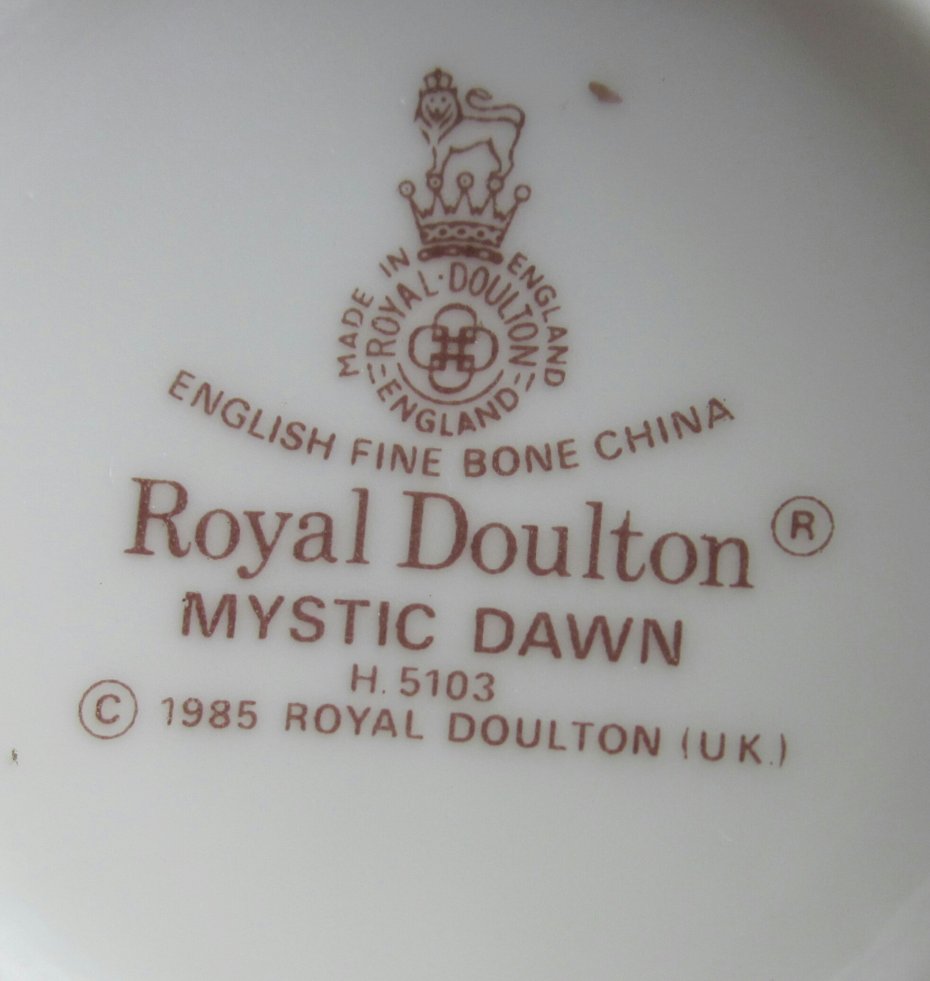 MADE IN ENGLAND
ROYAL·DOULTON
ENGLAND
ENGLISH FINE BONE CHINA
Royal Doulton ®
MYSTIC DAWN
H. 5103
© 1985 ROYAL DOULTON (UK.)